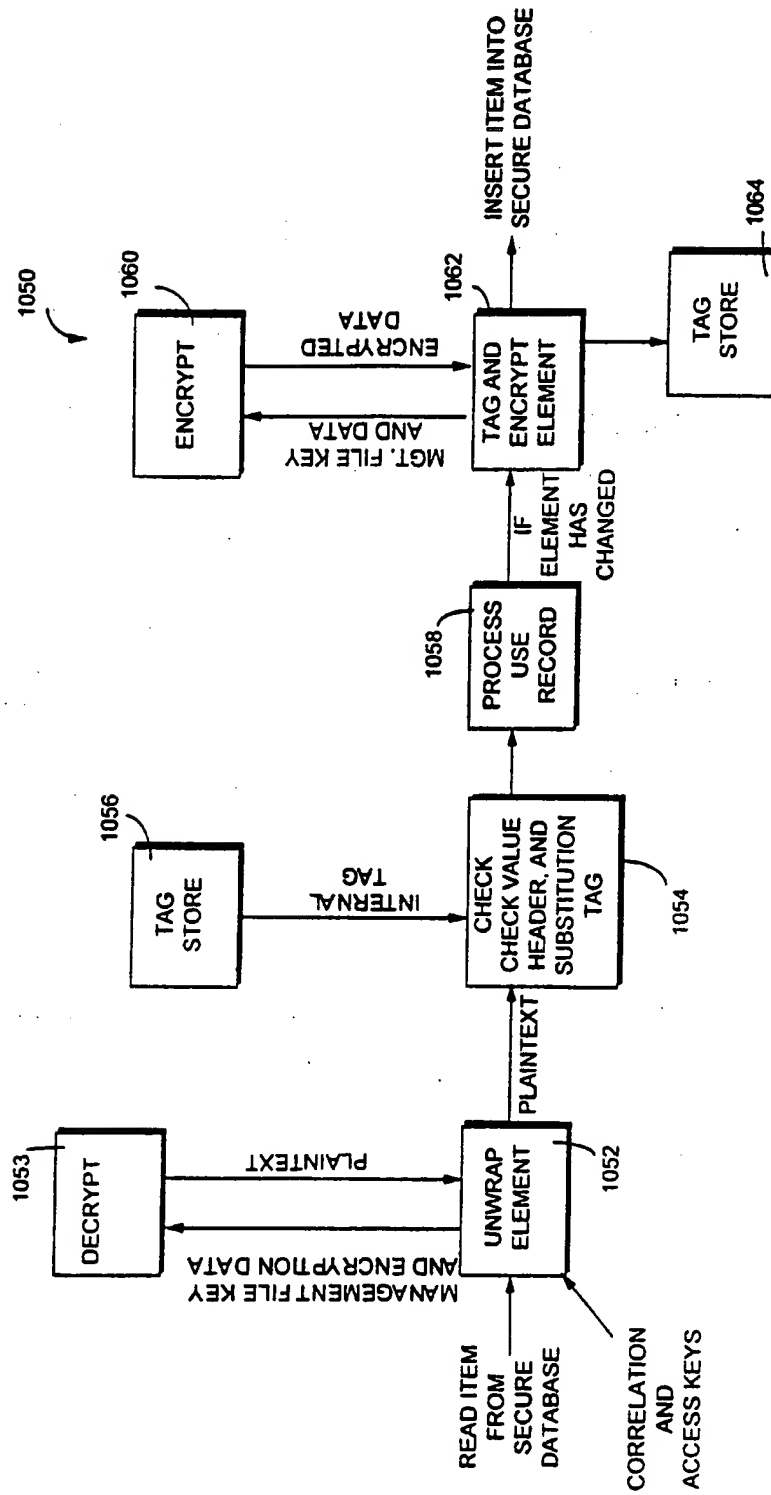 READ ITEM
FROM
SECURE
DATABASE
CORRELATION
AND
ACCESS KEYS
1053
DECRYPT
MANAGEMENT FILE KEY
AND ENCRYPTION DATA
PLAINTEXT
UNWRAP
ELEMENT
1052
PLAINTEXT
1056
TAG
STORE
INTERNAL
TAG
CHECK
CHECK VALUE
HEADER, AND
SUBSTITUTION
TAG
1054
1058
PROCESS
USE
RECORD
IF
ELEMENT
HAS
CHANGED
1050
1060
ENCRYPT
MGT. FILE KEY
AND DATA
ENCRYPTED
DATA
1062
TAG AND
ENCRYPT
ELEMENT
INSERT ITEM INTO
SECURE DATABASE
1064
TAG
STORE